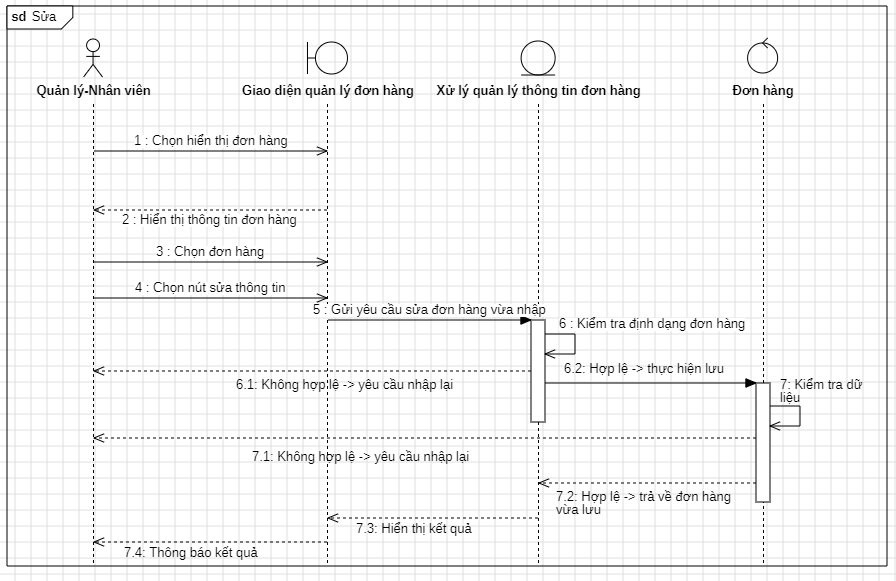 sd Sửa
Quản lý-Nhân viên
Giao diện quản lý đơn hàng
Xử lý quản lý thông tin đơn hàng
Đơn hàng
1 : Chọn hiển thị đơn hàng
2 : Hiển thị thông tin đơn hàng
3 : Chọn đơn hàng
4 : Chọn nút sửa thông tin
5 : Gửi yêu cầu sửa đơn hàng vừa nhập
6 : Kiểm tra định dạng đơn hàng
6.1: Không hợp lệ -> yêu cầu nhập lại
6.2: Hợp lệ -> thực hiện lưu
7: Kiểm tra dữ
liệu
7.1: Không hợp lệ -> yêu cầu nhập lại
7.2: Hợp lệ -> trả về đơn hàng
vừa lưu
7.3: Hiển thị kết quả
7.4: Thông báo kết quả